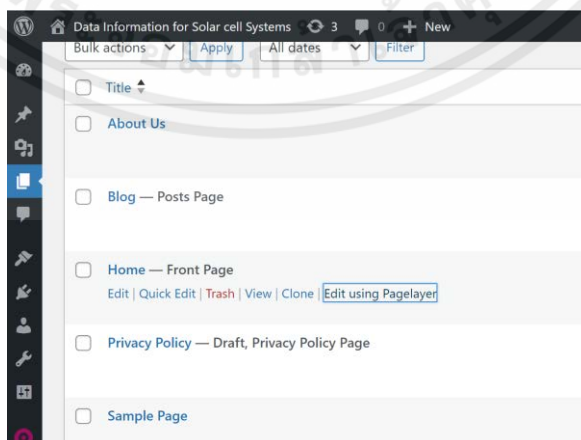 Data Information for Solar cell Systems 3 0 + New
Bulk actions Apply All dates Filter
Title
About Us
Blog — Posts Page
Home — Front Page
Edit | Quick Edit | Trash | View | Clone | Edit using Pagelayer
Privacy Policy — Draft, Privacy Policy Page
Sample Page